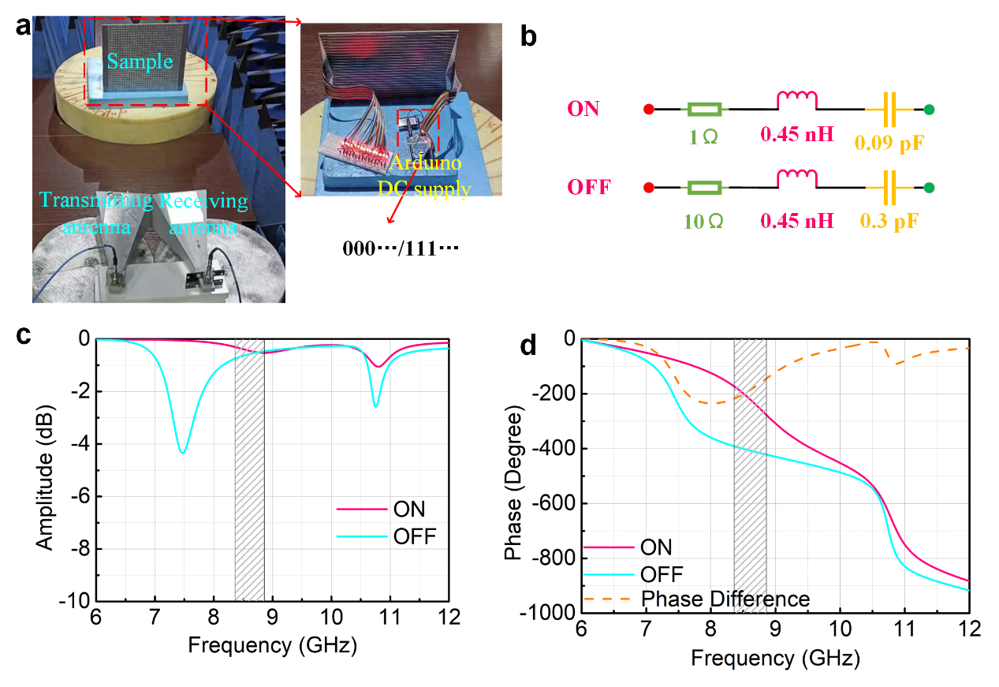 a
Sample
Transmitting
antenna
Receiving
antenna
Arduino
DC supply
000···/111···
b
ON
1 Ω
0.45 nH
0.09 pF
OFF
10 Ω
0.45 nH
0.3 pF
c
Amplitude (dB)
0
-2
-4
-6
-8
-10
ON
OFF
6 7 8 9 10 11 12
Frequency (GHz)
d
Phase (Degree)
0
-200
-400
-600
-800
-1000
ON
OFF
Phase Difference
6 7 8 9 10 11 12
Frequency (GHz)